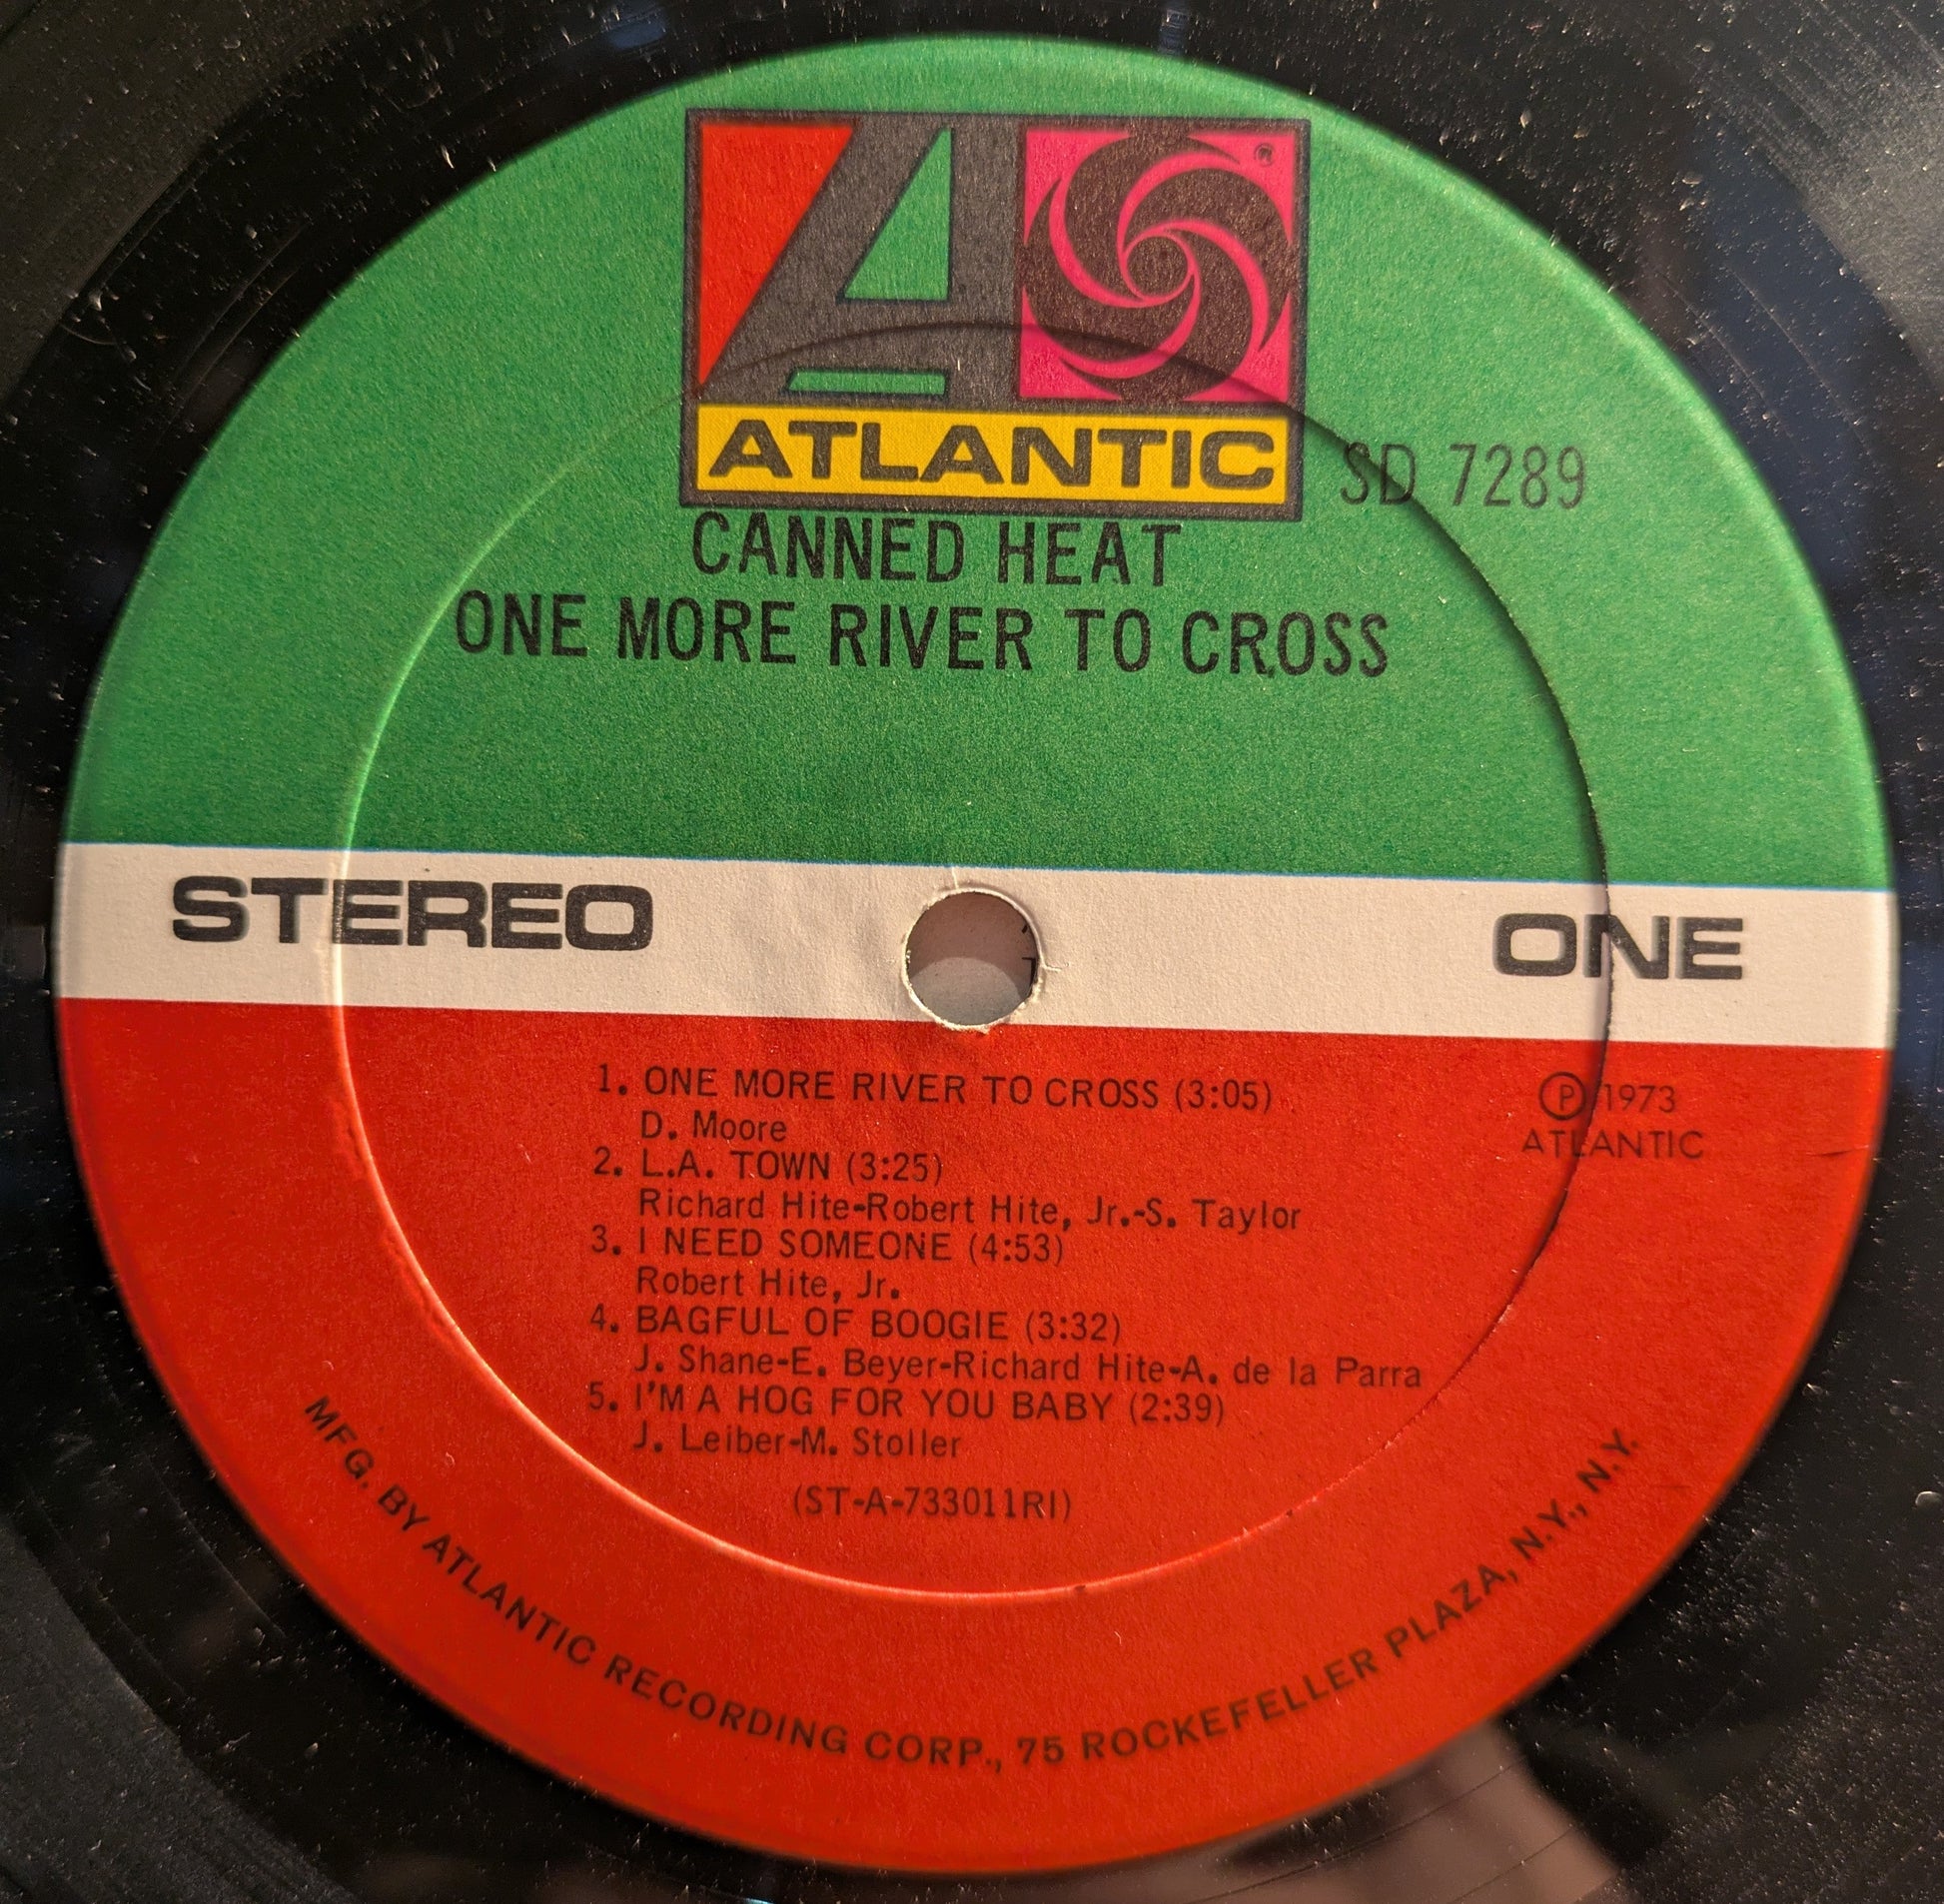 ®
ATLANTIC
SD 7289
CANNED HEAT
ONE MORE RIVER TO CROSS
STEREO
ONE
1. ONE MORE RIVER TO CROSS (3:05)
D. Moore
2. L.A. TOWN (3:25)
Richard Hite-Robert Hite, Jr.-S. Taylor
3. I NEED SOMEONE (4:53)
Robert Hite, Jr.
4. BAGFUL OF BOOGIE (3:32)
J. Shane-E. Beyer-Richard Hite-A. de la Parra
5. I'M A HOG FOR YOU BABY (2:39)
J. Leiber-M. Stoller
(ST-A-733011RI)
Ⓟ 1973
ATLANTIC
MFG. BY ATLANTIC RECORDING CORP., 75 ROCKEFELLER PLAZA, N.Y., N.Y.